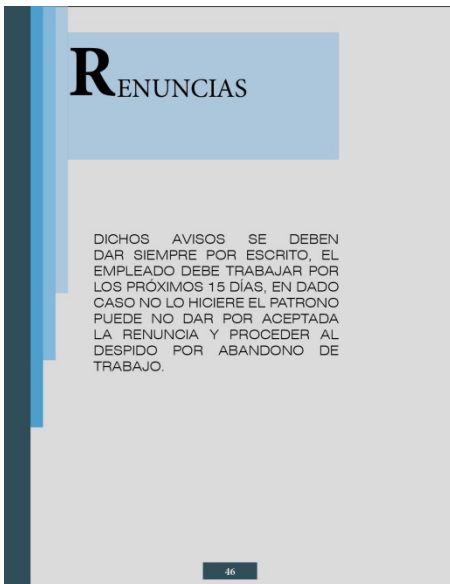 RENUNCIAS
DICHOS AVISOS SE DEBEN
DAR SIEMPRE POR ESCRITO, EL
EMPLEADO DEBE TRABAJAR POR
LOS PRÓXIMOS 15 DÍAS, EN DADO
CASO NO LO HICIERE EL PATRONO
PUEDE NO DAR POR ACEPTADA
LA RENUNCIA Y PROCEDER AL
DESPIDO POR ABANDONO DE
TRABAJO.
46